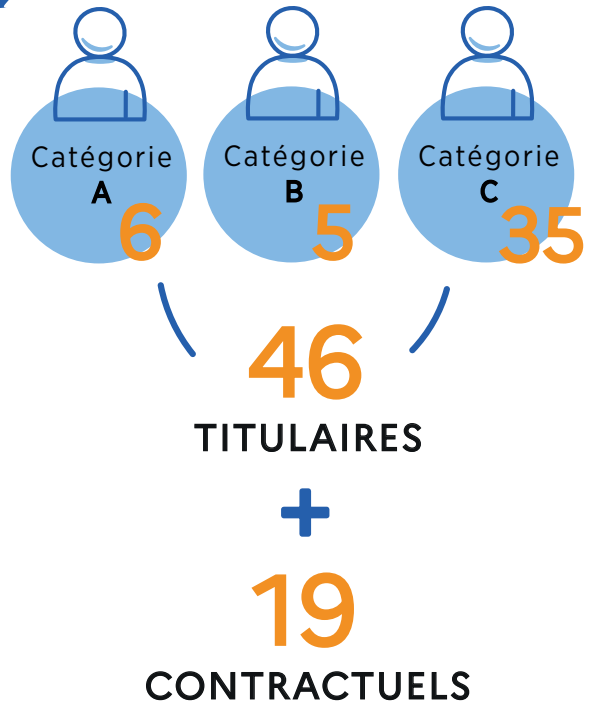 Catégorie
A
6
Catégorie
B
5
Catégorie
C
35
46
TITULAIRES
+
19
CONTRACTUELS